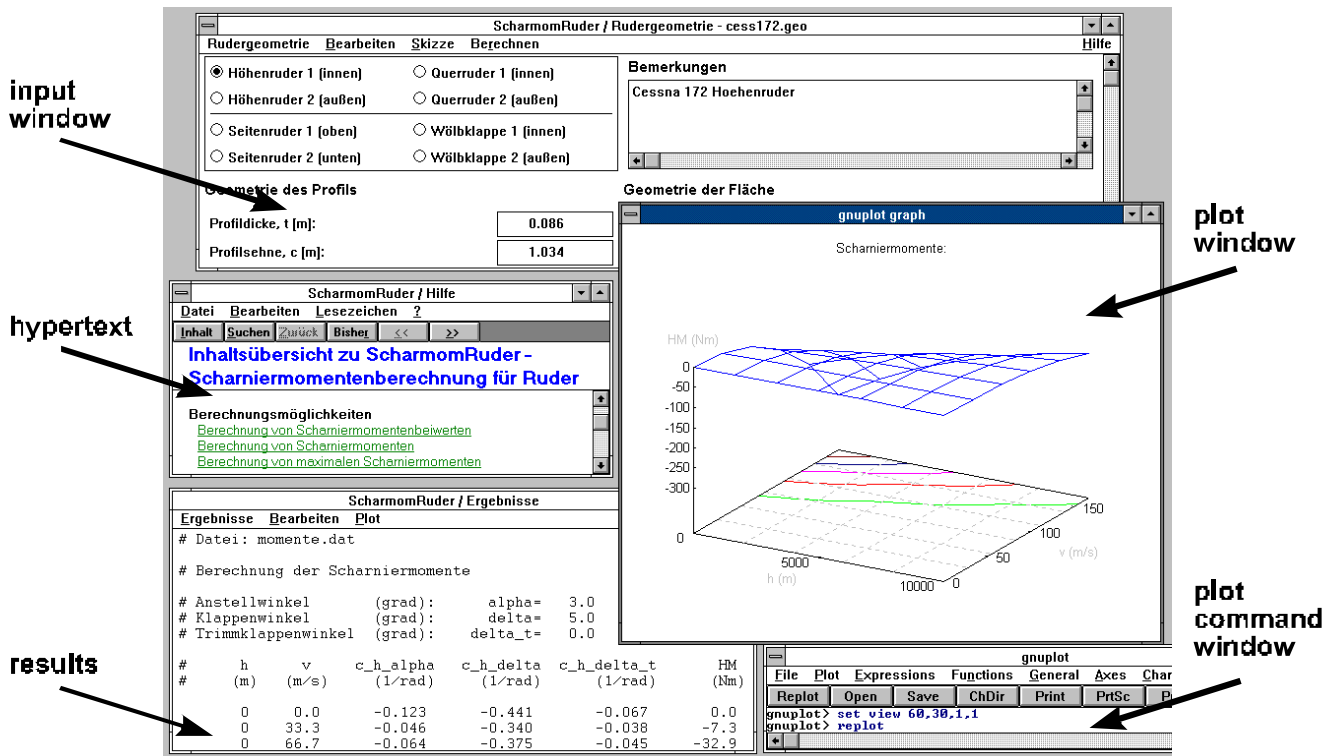 ScharmomRuder / Rudergeometrie - cess172.geo
Rudergeometrie Bearbeiten Skizze Berechnen Hilfe
Höhenruder 1 (innen) Querruder 1 (innen)
Höhenruder 2 (außen) Querruder 2 (außen)
Seitenruder 1 (oben) Wölbklappe 1 (innen)
Seitenruder 2 (unten) Wölbklappe 2 (außen)
Bemerkungen
Cessna 172 Hoehenruder
Geometrie des Profils
Geometrie der Fläche
Profildicke, t [m]: 0.086
Profilsehne, c [m]: 1.034
input
window
gnuplot graph
Scharniermomente:
HM (Nm)
0
-50
-100
-150
-200
-250
-300
0
5000
10000
h (m)
0
50
100
150
v (m/s)
plot
window
ScharmomRuder / Hilfe
Datei Bearbeiten Lesezeichen ?
Inhalt Suchen Zurück Bisher << >>
Inhaltsübersicht zu ScharmomRuder -
Scharniermomentenberechnung für Ruder
Berechnungsmöglichkeiten
Berechnung von Scharniermomentenbeiwerten
Berechnung von Scharniermomenten
Berechnung von maximalen Scharniermomenten
hypertext
ScharmomRuder / Ergebnisse
Ergebnisse Bearbeiten Plot
# Datei: momente.dat
# Berechnung der Scharniermomente
# Anstellwinkel (grad): alpha= 3.0
# Klappenwinkel (grad): delta= 5.0
# Trimmklappenwinkel (grad): delta_t= 0.0
# h v c_h_alpha c_h_delta c_h_delta_t HM
# (m) (m/s) (1/rad) (1/rad) (1/rad) (Nm)
0 0.0 -0.123 -0.441 -0.067 0.0
0 33.3 -0.046 -0.340 -0.038 -7.3
0 66.7 -0.064 -0.375 -0.045 -32.9
results
gnuplot
File Plot Expressions Functions General Axes Char
Replot Open Save ChDir Print PrtSc P
gnuplot> set view 60,30,1,1
gnuplot> replot
plot
command
window